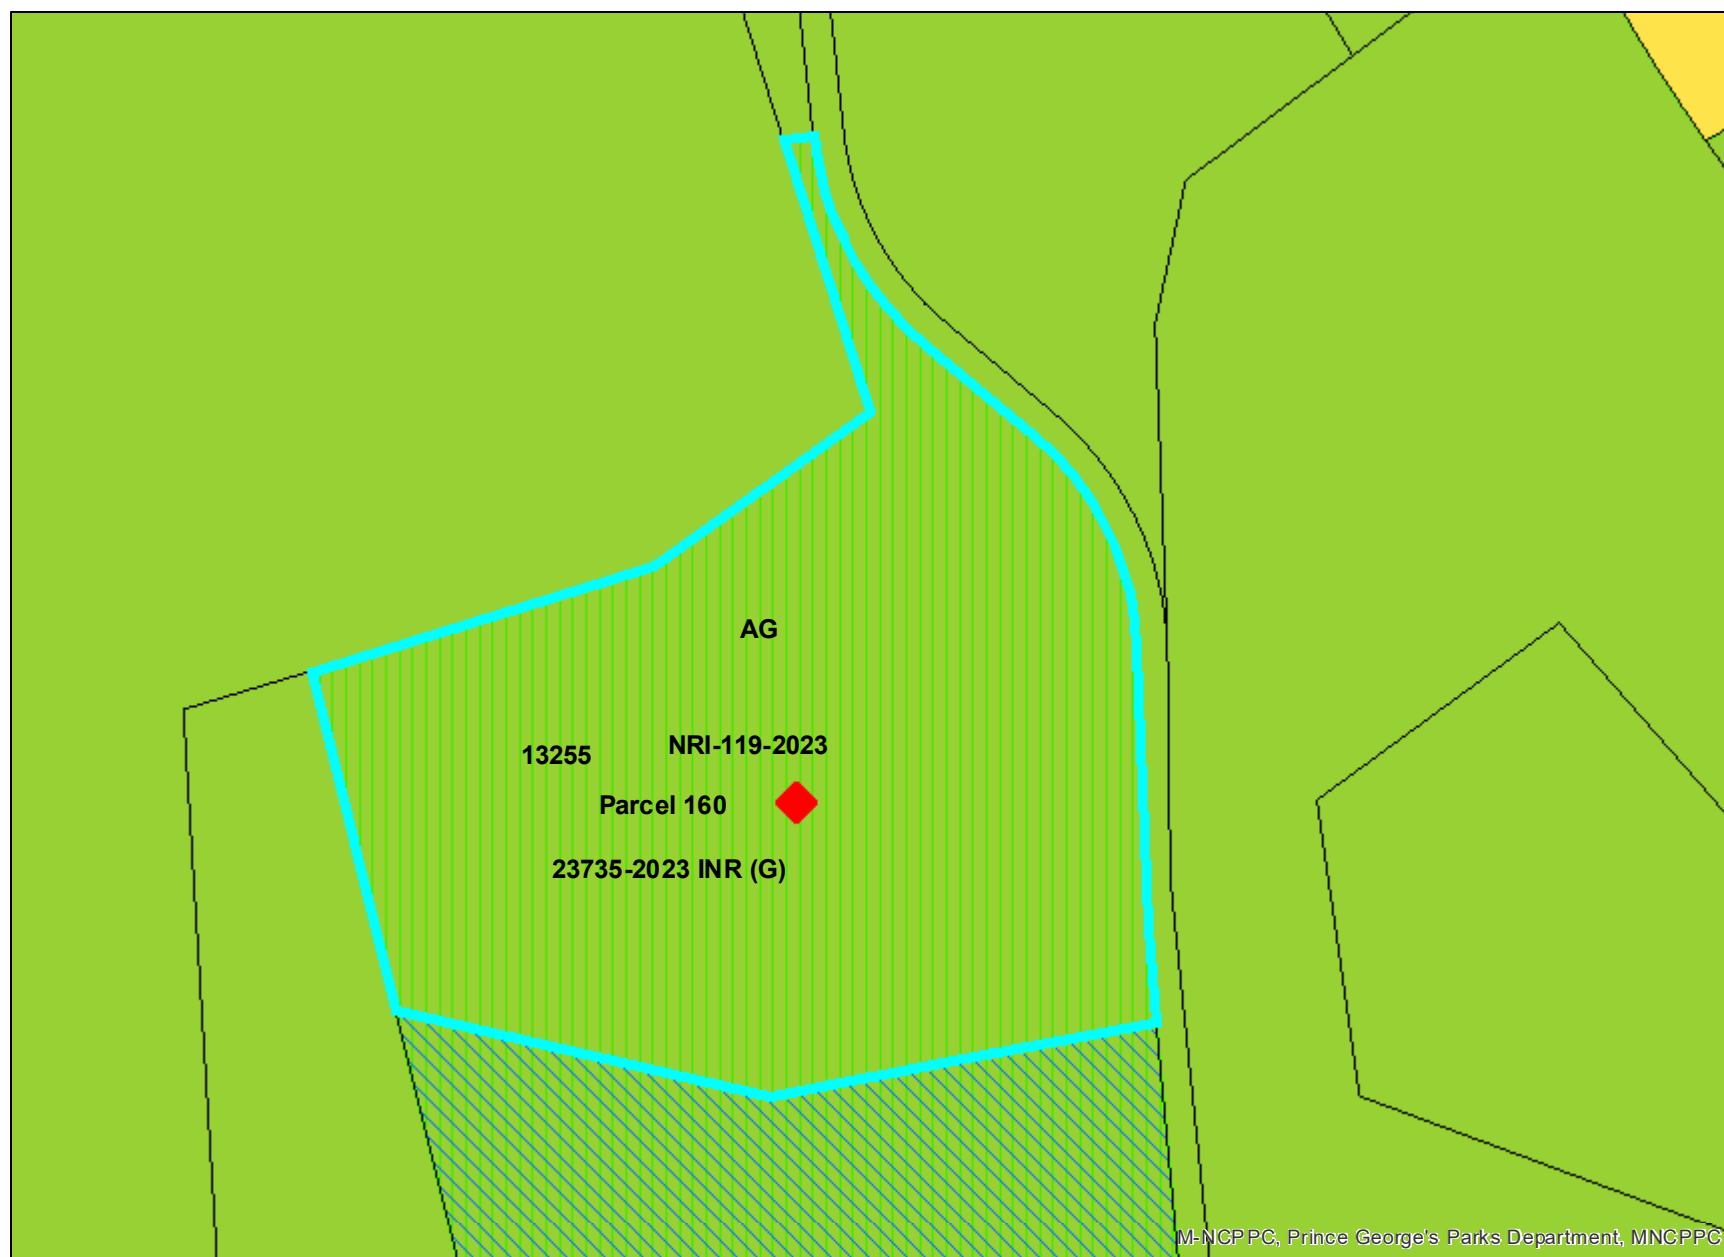 AG
NRI-119-2023
13255
Parcel 160
23735-2023 INR (G)
M-NCPPC, Prince George's Parks Department, MNCPPC